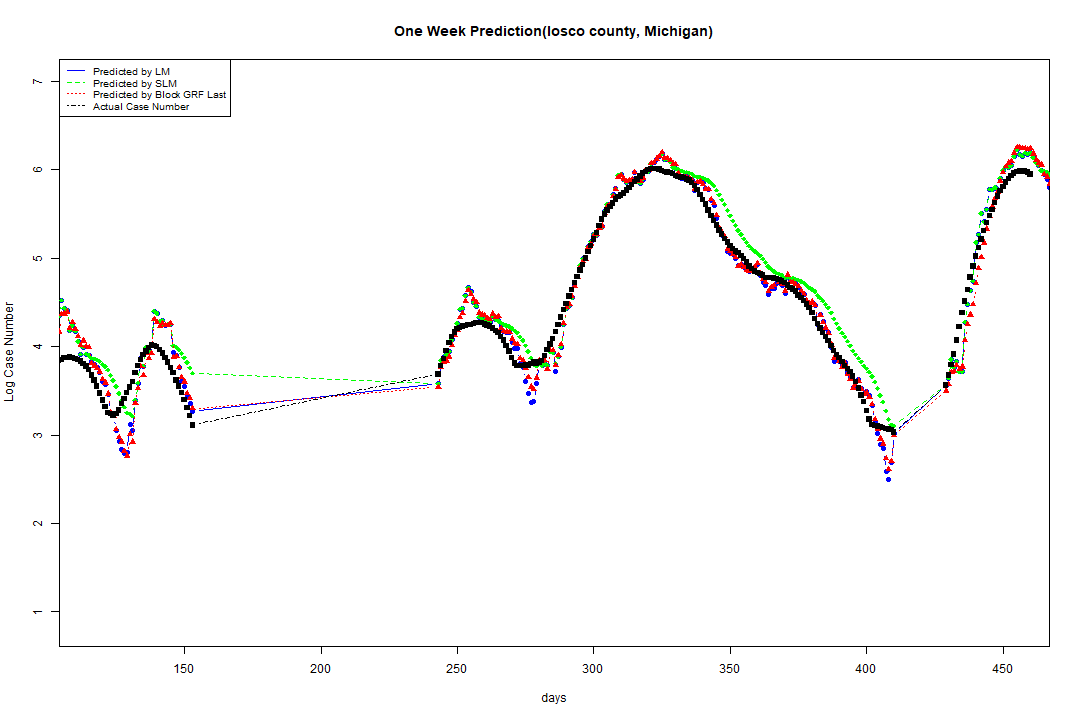 One Week Prediction(Iosco county, Michigan)
Predicted by LM
Predicted by SLM
Predicted by Block GRF Last
Actual Case Number
7
6
5
4
3
2
1
Log Case Number
150 200 250 300 350 400 450
days